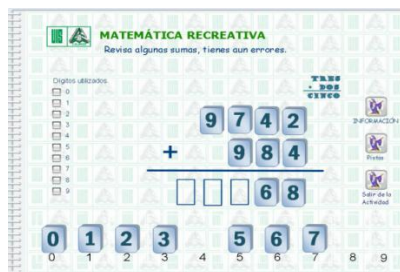 UIS
MATEMÁTICA RECREATIVA
Revisa algunas sumas, tienes aun errores.
Dígitos utilizados.
0
1
2
3
4
5
6
7
8
9
TRES
+ DOS
CINCO
9 7 4 2
+ 9 8 4
6 8
INFORMACIÓN
Pistas
Salir de la
Actividad
0 1 2 3 5 6 7
0 1 2 3 4 5 6 7 8 9